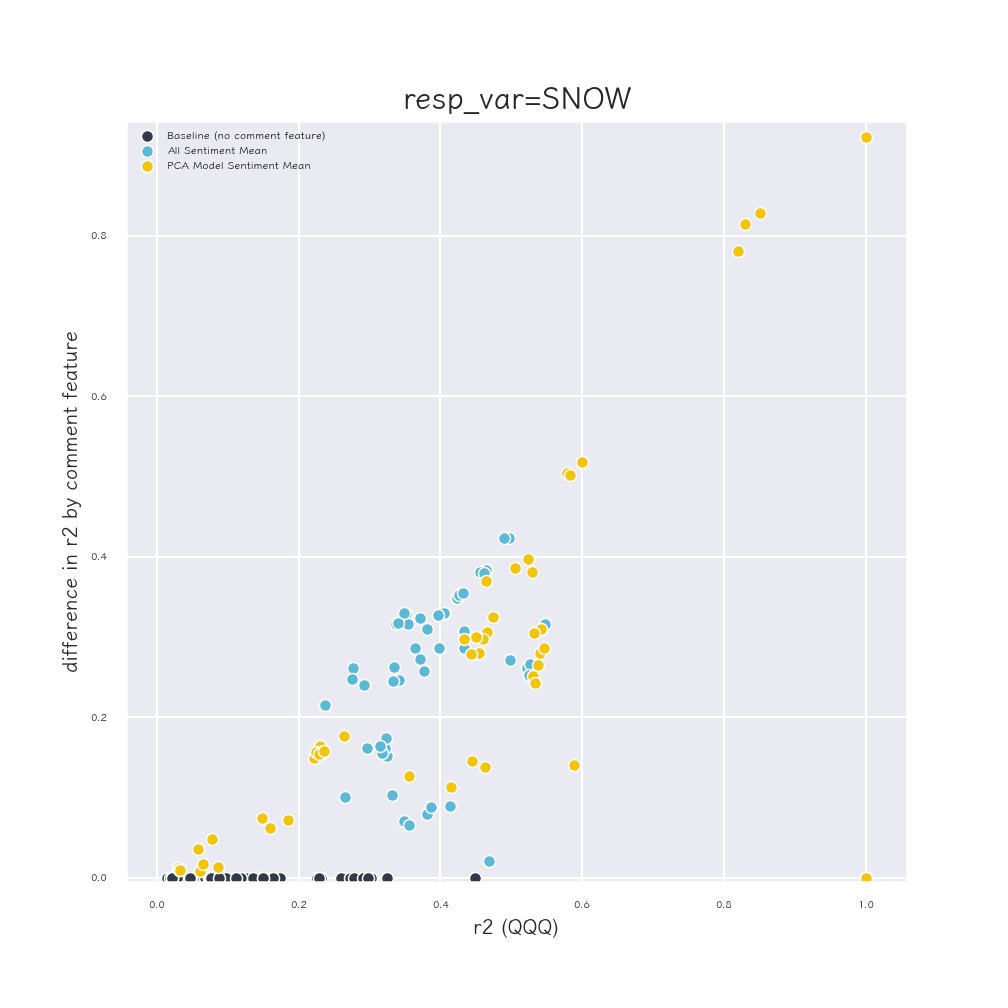 resp_var=SNOW
Baseline (no comment feature)
All Sentiment Mean
PCA Model Sentiment Mean
difference in r2 by comment feature
0.8
0.6
0.4
0.2
0.0
0.0 0.2 0.4 0.6 0.8 1.0
r2 (QQQ)